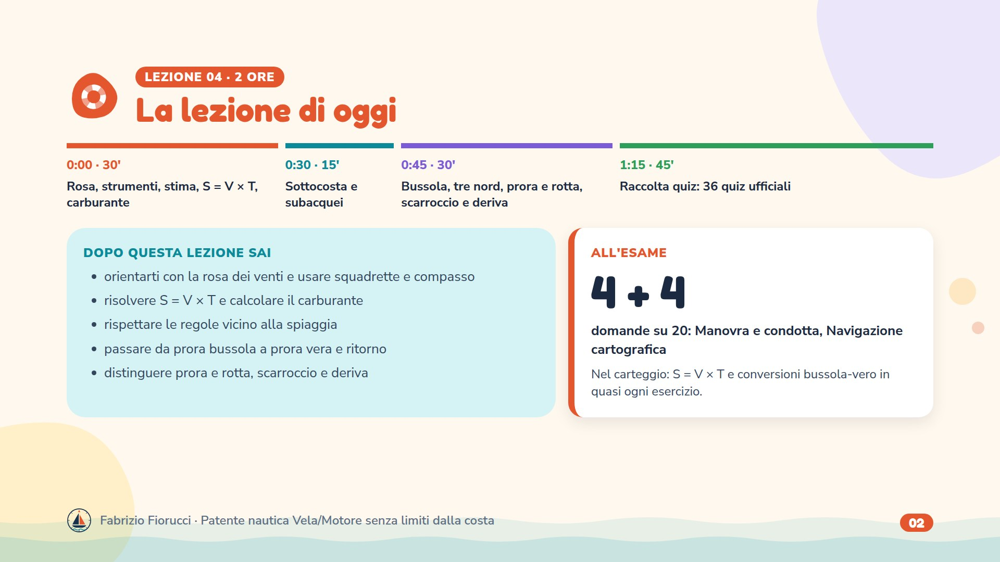 LEZIONE 04 · 2 ORE
La lezione di oggi
0:00 · 30'
Rosa, strumenti, stima, S = V × T,
carburante
0:30 · 15'
Sottocosta e
subacquei
0:45 · 30'
Bussola, tre nord, prora e rotta,
scarroccio e deriva
1:15 · 45'
Raccolta quiz: 36 quiz ufficiali
DOPO QUESTA LEZIONE SAI
• orientarti con la rosa dei venti e usare squadrette e compasso
• risolvere S = V × T e calcolare il carburante
• rispettare le regole vicino alla spiaggia
• passare da prora bussola a prora vera e ritorno
• distinguere prora e rotta, scarroccio e deriva
ALL'ESAME
4 + 4
domande su 20: Manovra e condotta, Navigazione
cartografica
Nel carteggio: S = V × T e conversioni bussola-vero in
quasi ogni esercizio.
Fabrizio Fiorucci · Patente nautica Vela/Motore senza limiti dalla costa
02